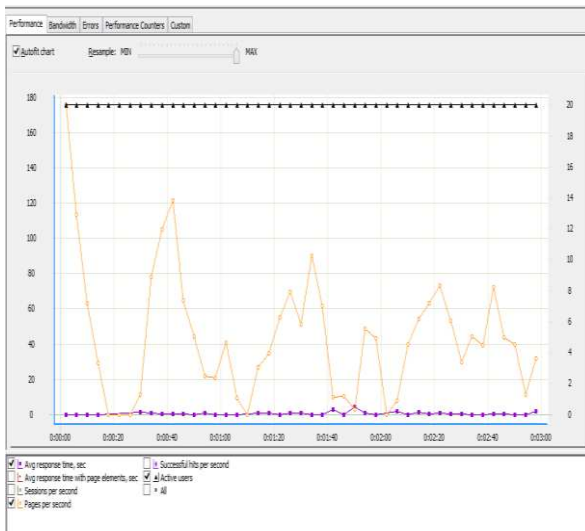 Performance Bandwidth Errors Performance Counters Custom
Autofit chart Resample: MIN MAX
180 20
160 18
140 16
120 14
100 12
80 10
60 8
40 6
20 4
0 2
0
0:00:00 0:00:20 0:00:40 0:01:00 0:01:20 0:01:40 0:02:00 0:02:20 0:02:40 0:03:00
Avg response time, sec Successful hits per second
Avg response time with page elements, sec Active users
Sessions per second All
Pages per second